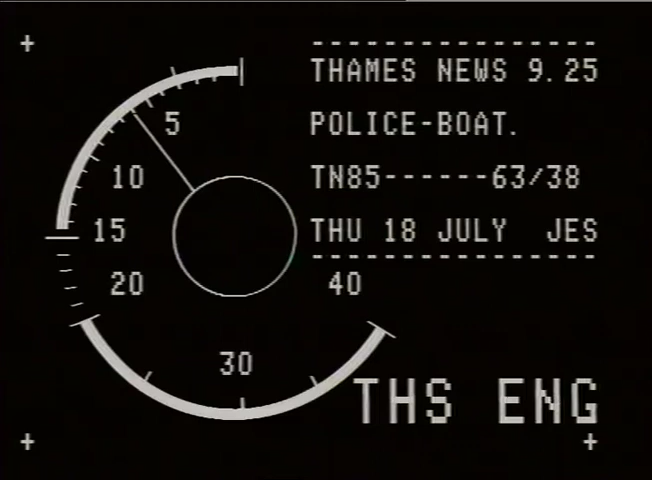 THAMES NEWS 9.25
POLICE-BOAT.
TN85------63/38
THU 18 JULY JES
5
10
15
20
30
40
THS ENG